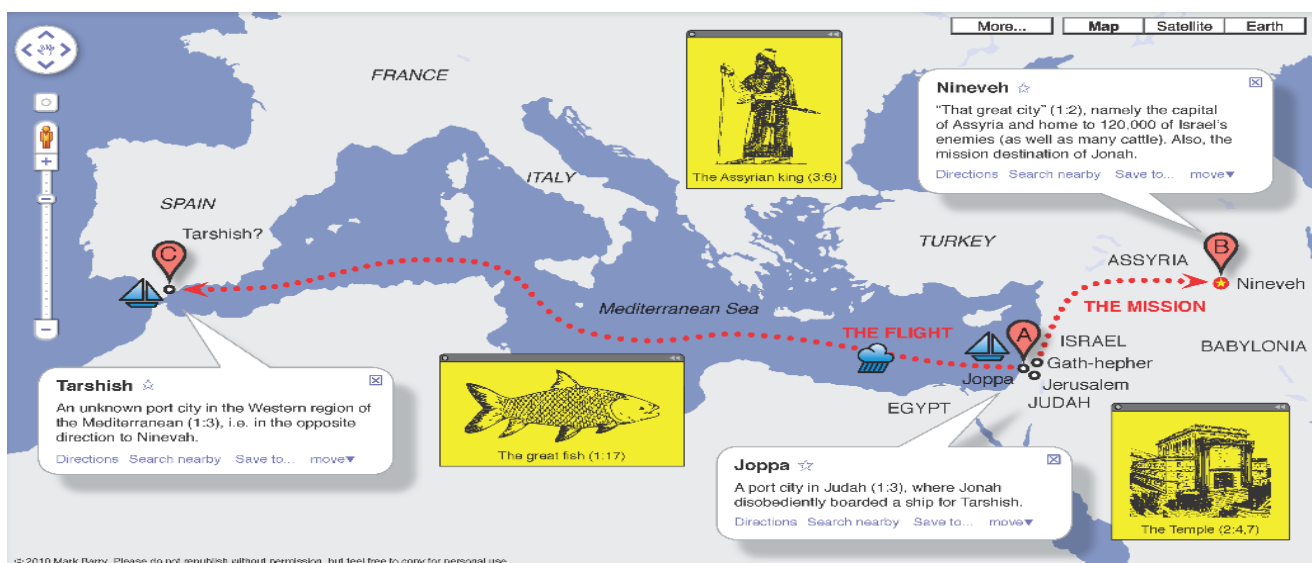 More...
Map
Satellite
Earth
FRANCE
SPAIN
ITALY
TURKEY
ASSYRIA
Tarshish?
C
B
Nineveh
A
Mediterranean Sea
THE FLIGHT
THE MISSION
ISRAEL
BABYLONIA
Gath-hepher
Joppa
Jerusalem
JUDAH
EGYPT
The Assyrian king (3:6)
Nineveh
"That great city" (1:2), namely the capital
of Assyria and home to 120,000 of Israel's
enemies (as well as many cattle). Also, the
mission destination of Jonah.
Directions Search nearby Save to... move
Tarshish
An unknown port city in the Western region of
the Mediterranean (1:3), i.e. in the opposite
direction to Ninevah.
Directions Search nearby Save to... move
The great fish (1:17)
Joppa
A port city in Judah (1:3), where Jonah
disobediently boarded a ship for Tarshish.
Directions Search nearby Save to... move
The Temple (2:4,7)
© 2010 Mark Barry. Please do not republish without permission, but feel free to copy for personal use.